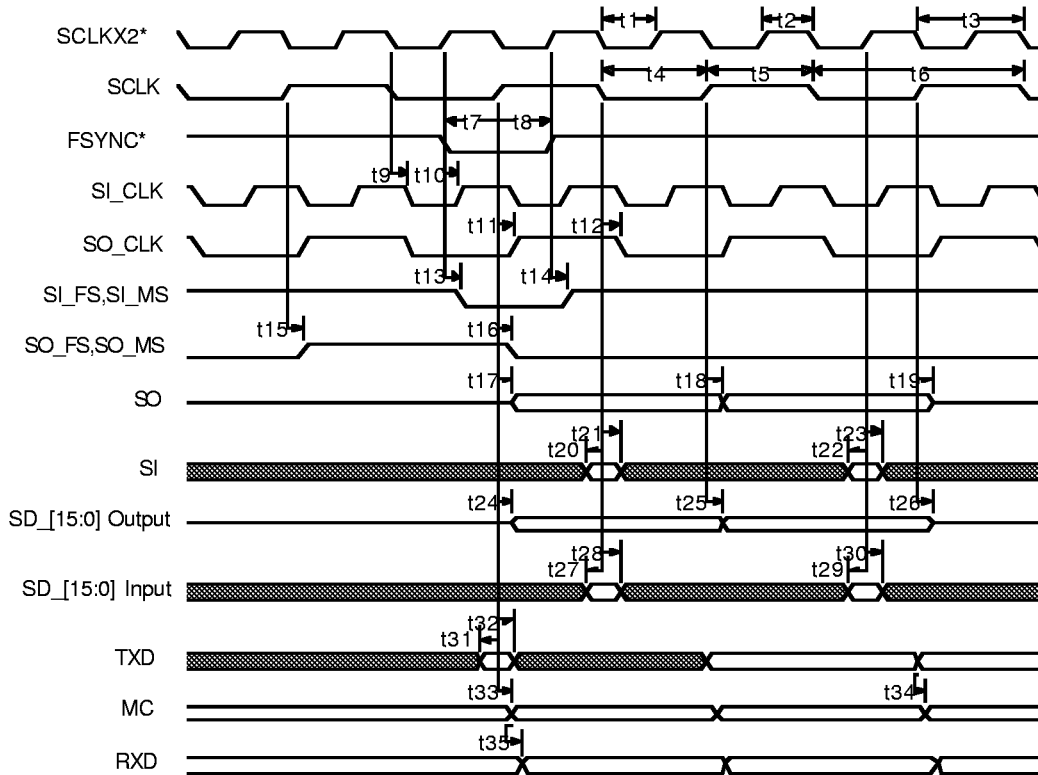 t1 t2 t3
SCLKX2*
SCLK t4 t5 t6
FSYNC* t7 t8
t9 t10
SI_CLK
t11 t12
SO_CLK
t13 t14
SI_FS,SI_MS
t15 t16
SO_FS,SO_MS
t17 t18 t19
SO
t21 t23
t20 t22
SI
t24 t25 t26
SD_[15:0] Output
t28 t30
t27 t29
SD_[15:0] Input
t32
t31
TXD
t33 t34
MC
t35
RXD